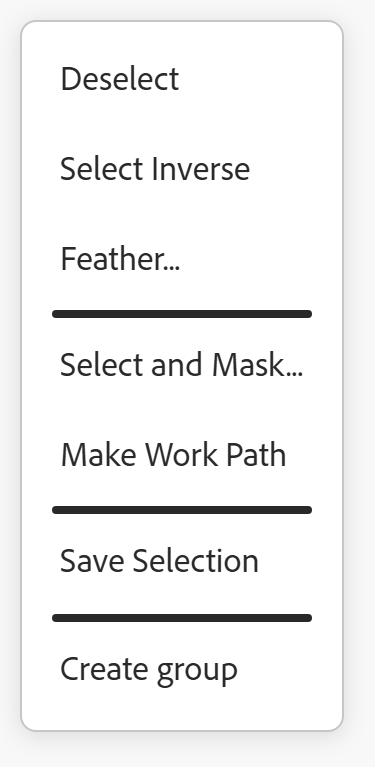 Deselect
Select Inverse
Feather...
Select and Mask...
Make Work Path
Save Selection
Create group